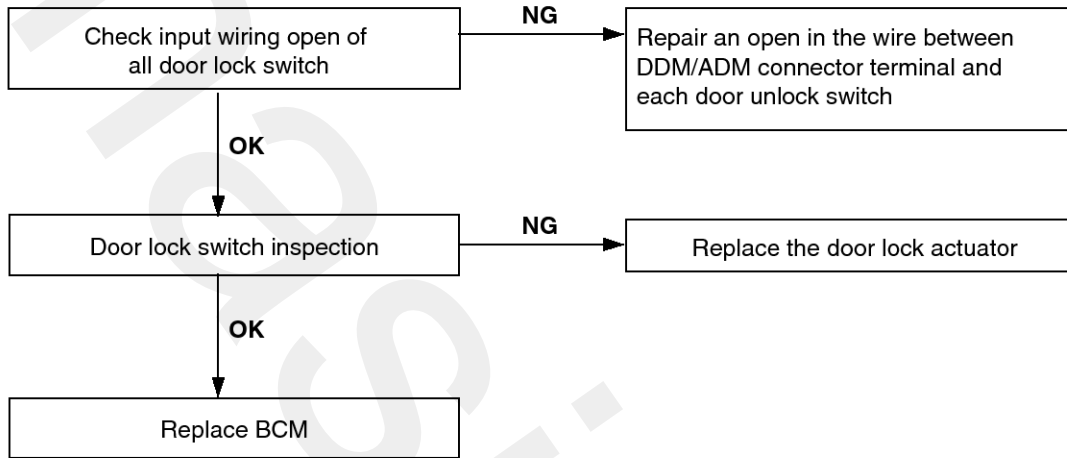 Check input wiring open of
all door lock switch
NG
Repair an open in the wire between
DDM/ADM connector terminal and
each door unlock switch
OK
Door lock switch inspection
NG
Replace the door lock actuator
OK
Replace BCM